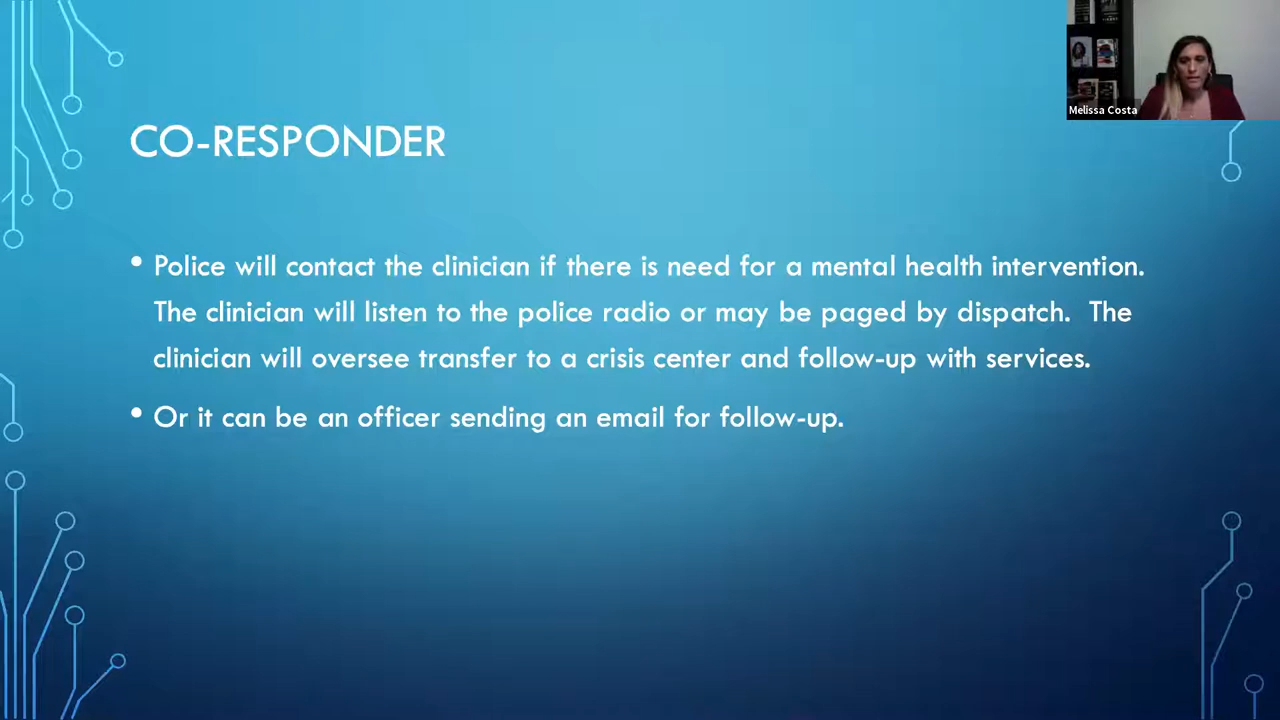 Melissa Costa
CO-RESPONDER
• Police will contact the clinician if there is need for a mental health intervention.
The clinician will listen to the police radio or may be paged by dispatch.  The
clinician will oversee transfer to a crisis center and follow-up with services.
• Or it can be an officer sending an email for follow-up.